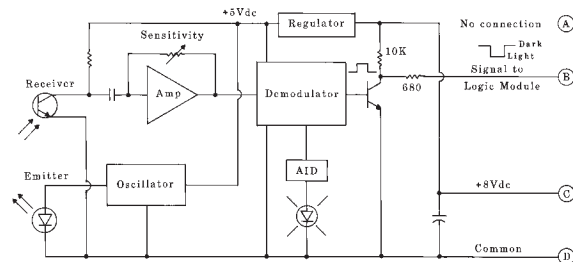 +5Vdc
Regulator
No connection
A
Sensitivity
10K
Dark
Light
Receiver
Signal to
B
680
Logic Module
Amp
Demodulator
AID
Emitter
Oscillator
+8Vdc
C
Common
D